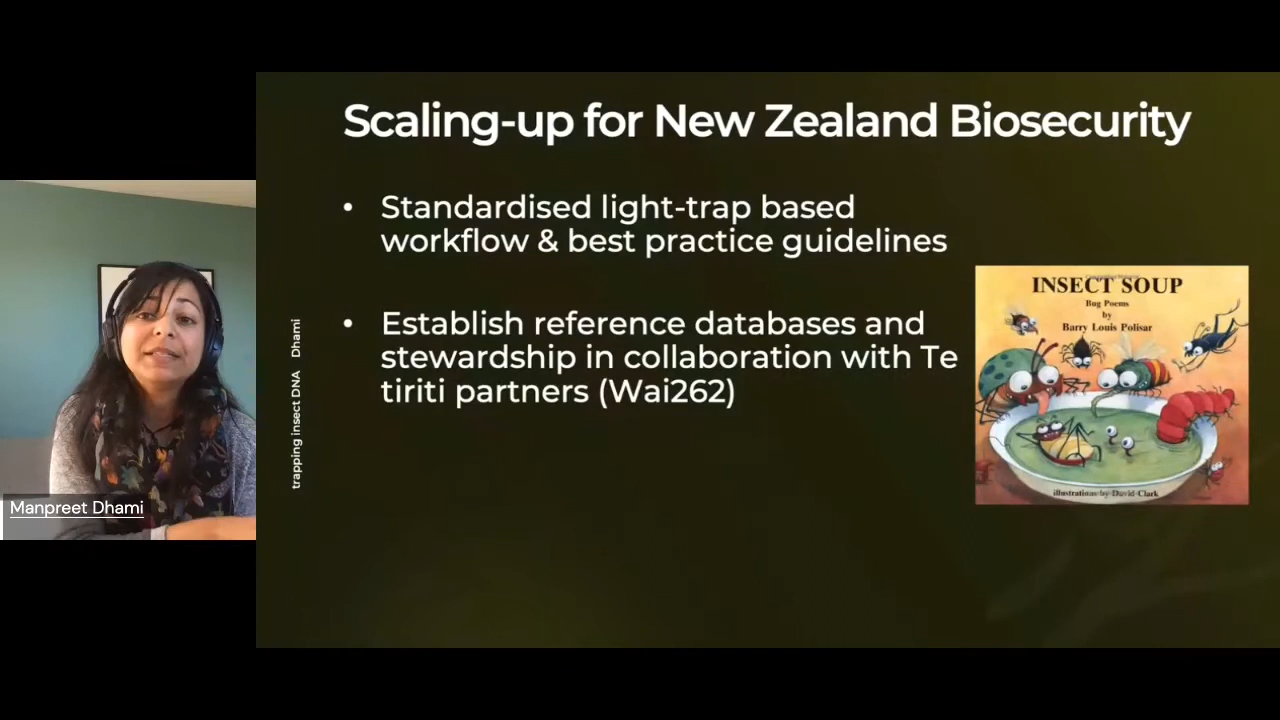 Scaling-up for New Zealand Biosecurity
• Standardised light-trap based
workflow & best practice guidelines
• Establish reference databases and
stewardship in collaboration with Te
tiriti partners (Wai262)
trapping insect DNA Dhami
INSECT SOUP
Bug Poems
by
Barry Louis Polisar
illustrations by David Clark
Manpreet Dhami